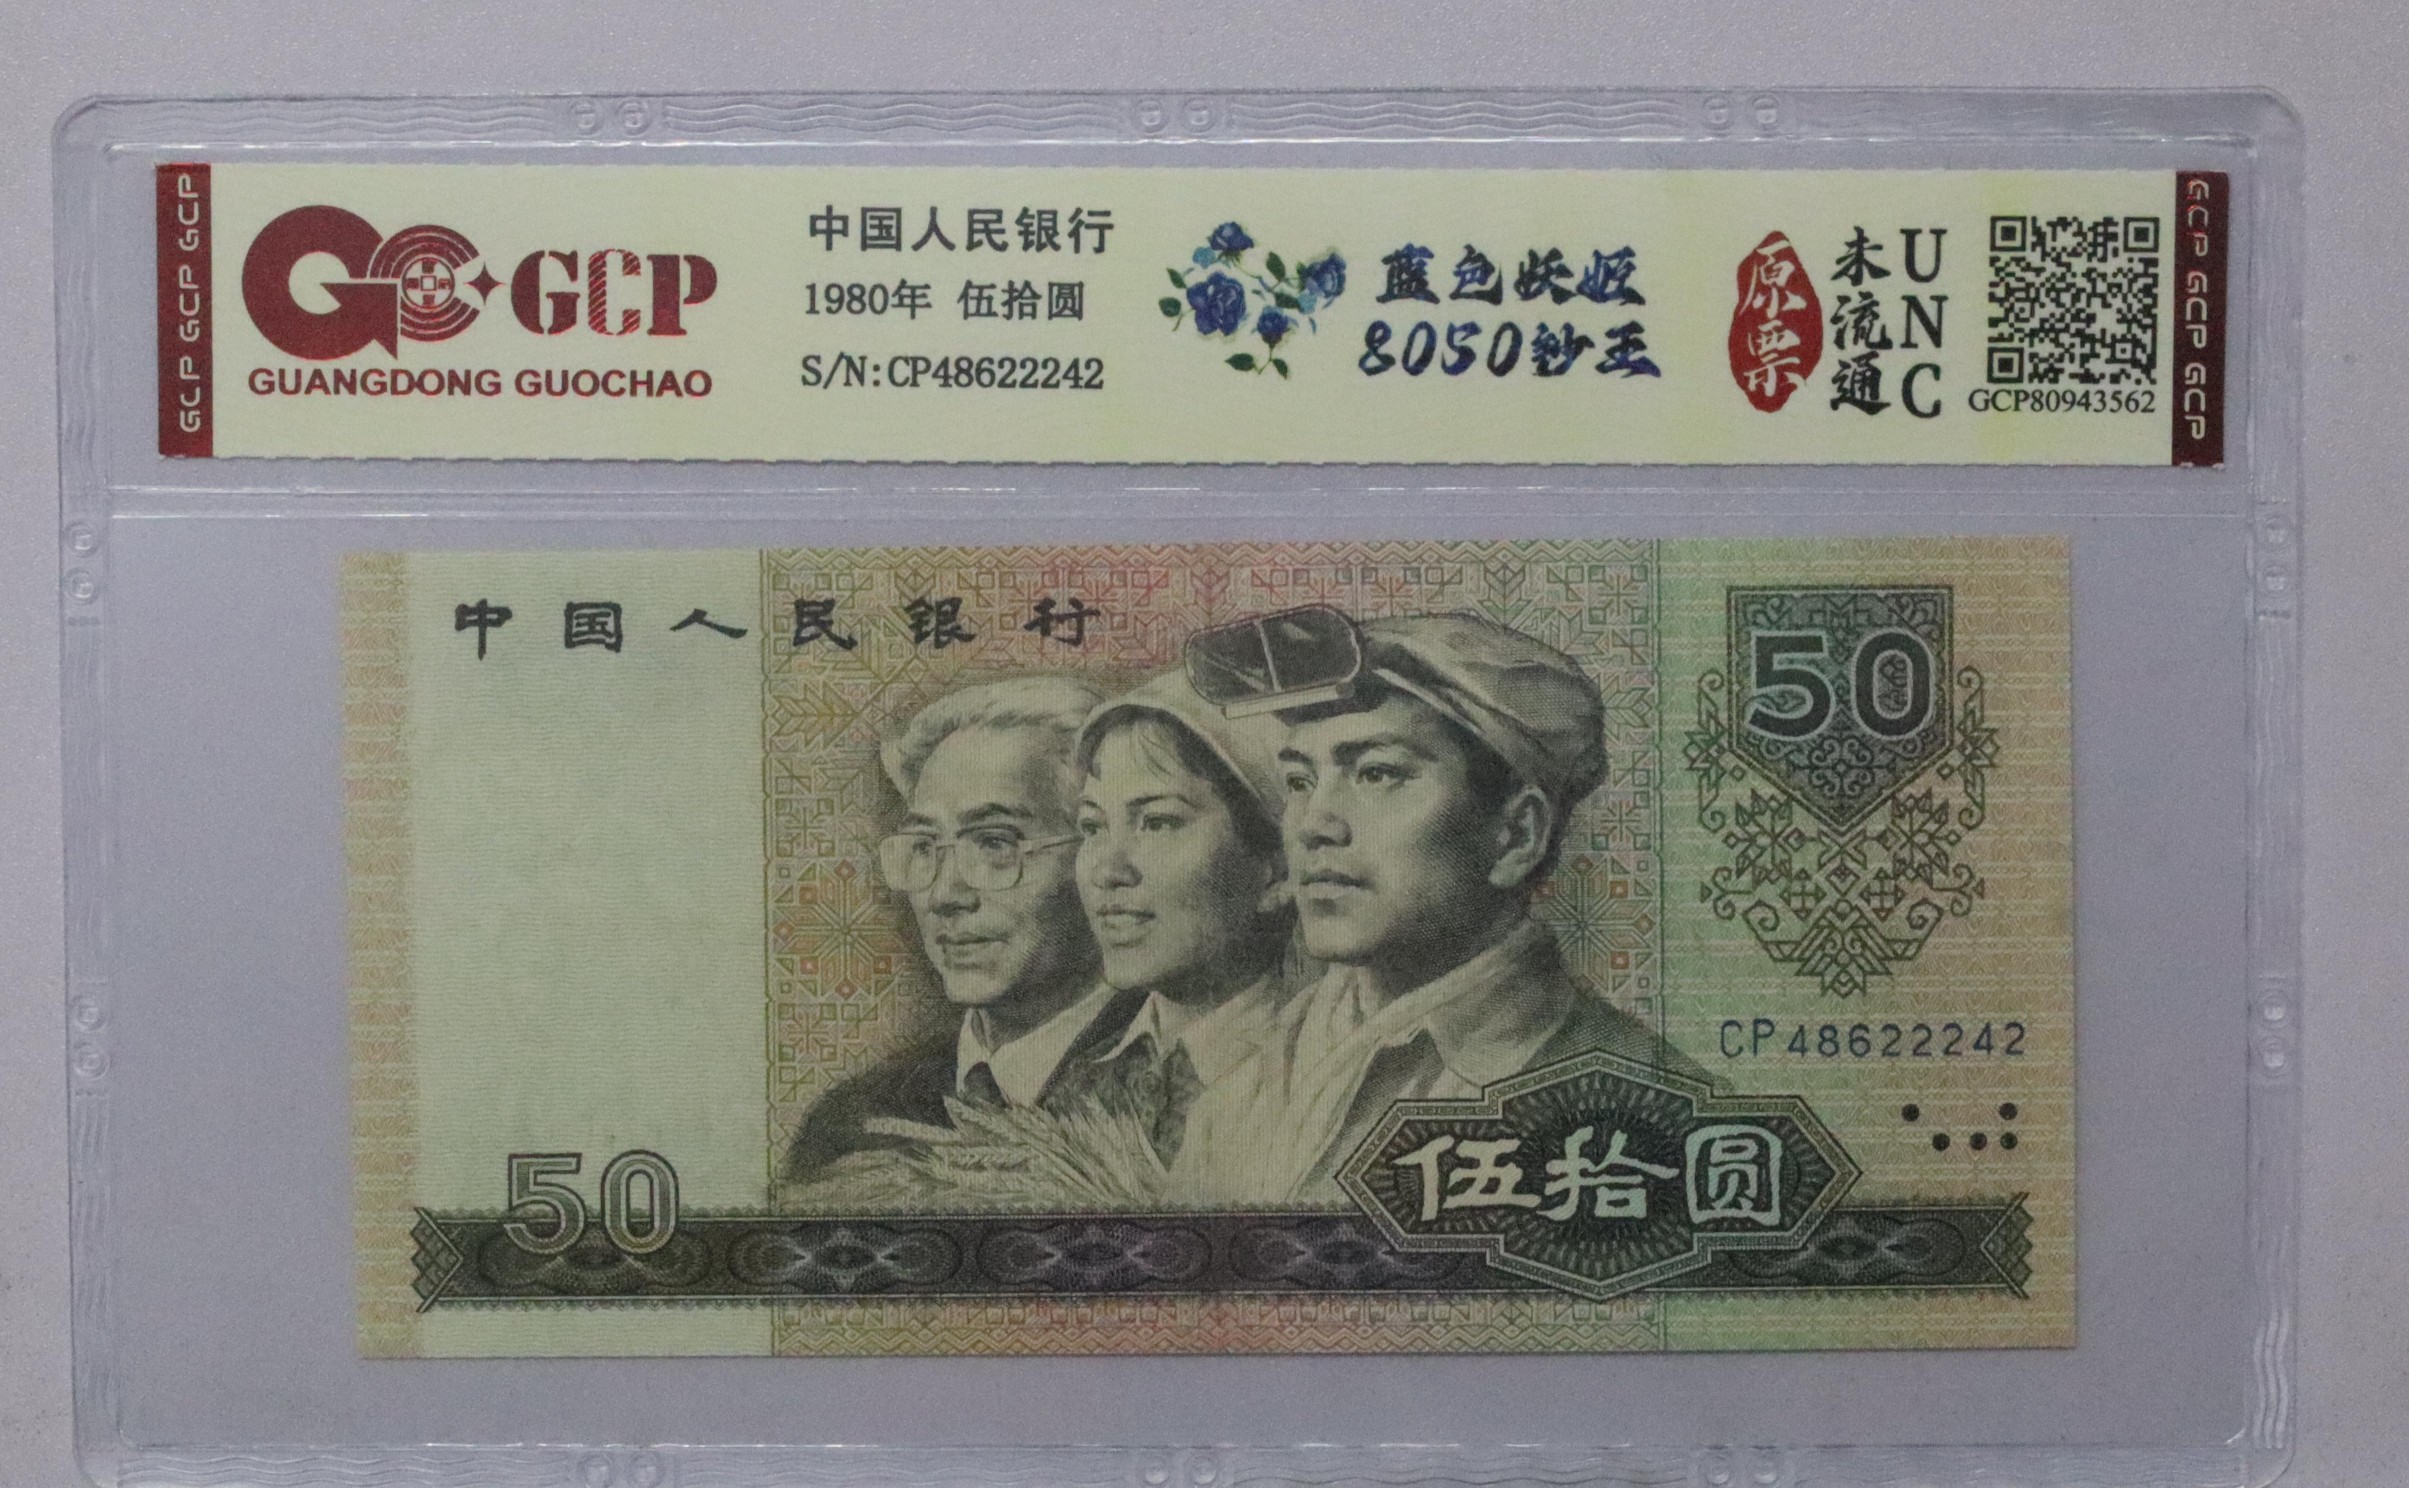 GCP GCP GCP
GCP
GUANGDONG GUOCHAO
中国人民银行
1980年 伍拾圆
S/N:CP48622242
蓝色妖姬
8050钞王
原票
未流通
UNC
GCP80943562
GCP GCP GCP
中国人民银行
50
CP48622242
50
伍拾圆